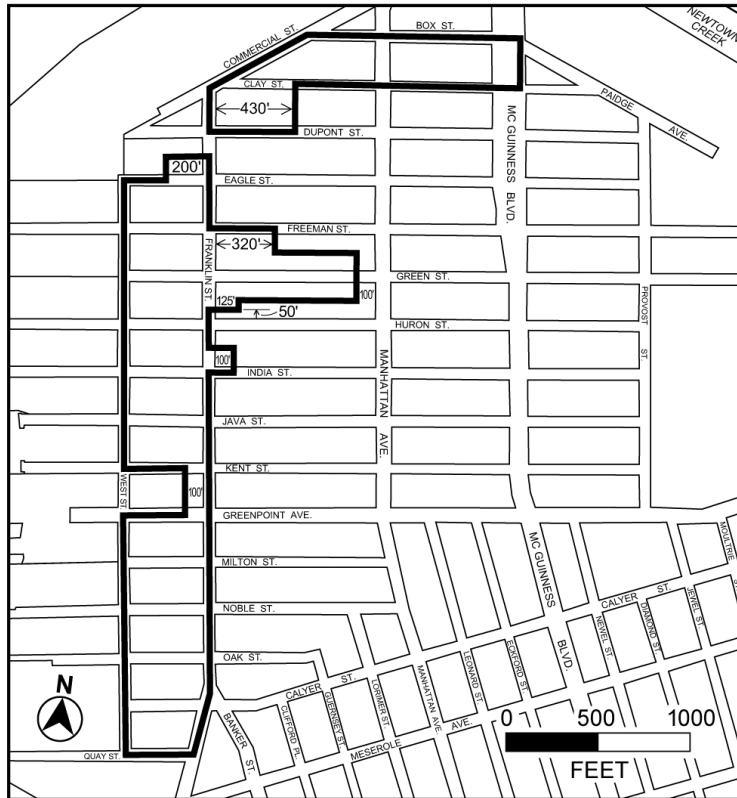 BOX ST.
COMMERCIAL ST.
NEWTOWN
CREEK
CLAY ST.
430'
DUPONT ST.
MC GUINNESS BLVD.
PAIDGE
AVE.
200'
EAGLE ST.
FREEMAN ST.
320'
FRANKLIN ST.
GREEN ST.
125'
100'
50'
HURON ST.
PROVOST ST.
100'
INDIA ST.
MANHATTAN AVE.
JAVA ST.
KENT ST.
WEST ST.
100'
GREENPOINT AVE.
MILTON ST.
MC GUINNESS BLVD.
MOULTRIE S
NOBLE ST.
CALYER ST.
JEWEL ST.
DIAMOND ST.
NEWEL ST.
OAK ST.
CALYER ST.
ECKFORD ST.
LEONARD ST.
MANHATTAN AVE.
LORIMER ST.
GUERNSEY ST.
CLIFFORD PL.
BANKER ST.
MESEROLE AVE.
N
QUAY ST.
0 500 1000
FEET